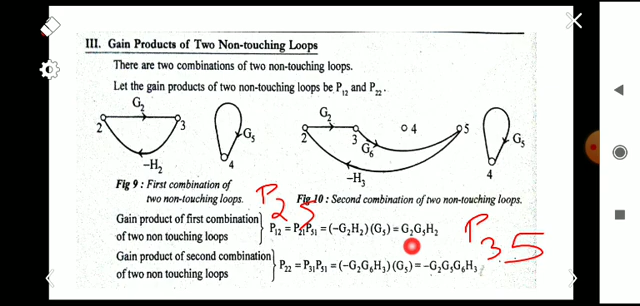 III. Gain Products of Two Non-touching Loops
There are two combinations of two non-touching loops.
Let the gain products of two non-touching loops be P₁₂ and P₂₂.
G₂
2 3
G₅
4
−H₂
G₂
2 3 4 5
G₆
−H₃
G₅
4
Fig 9 : First combination of
two non-touching loops.
Fig 10 : Second combination of two non-touching loops.
P25
P35
Gain product of first combination
of two non touching loops } P₁₂ = P₂₁P₅₁ = (−G₂H₂) (G₅) = G₂G₅H₂
Gain product of second combination
of two non touching loops } P₂₂ = P₃₁P₅₁ = (−G₂G₆H₃) (G₅) = −G₂G₅G₆H₃